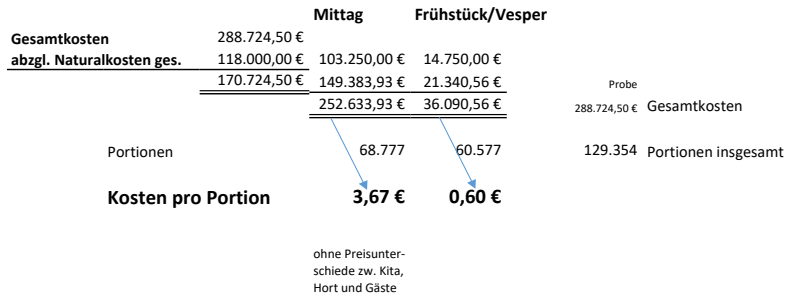 Mittag Frühstück/Vesper
Gesamtkosten 288.724,50 €
abzgl. Naturalkosten ges. 118.000,00 € 103.250,00 € 14.750,00 €
170.724,50 € 149.383,93 € 21.340,56 € Probe
252.633,93 € 36.090,56 € 288.724,50 € Gesamtkosten
Portionen 68.777 60.577 129.354 Portionen insgesamt
Kosten pro Portion 3,67 € 0,60 €
ohne Preisunter-
schiede zw. Kita,
Hort und Gäste